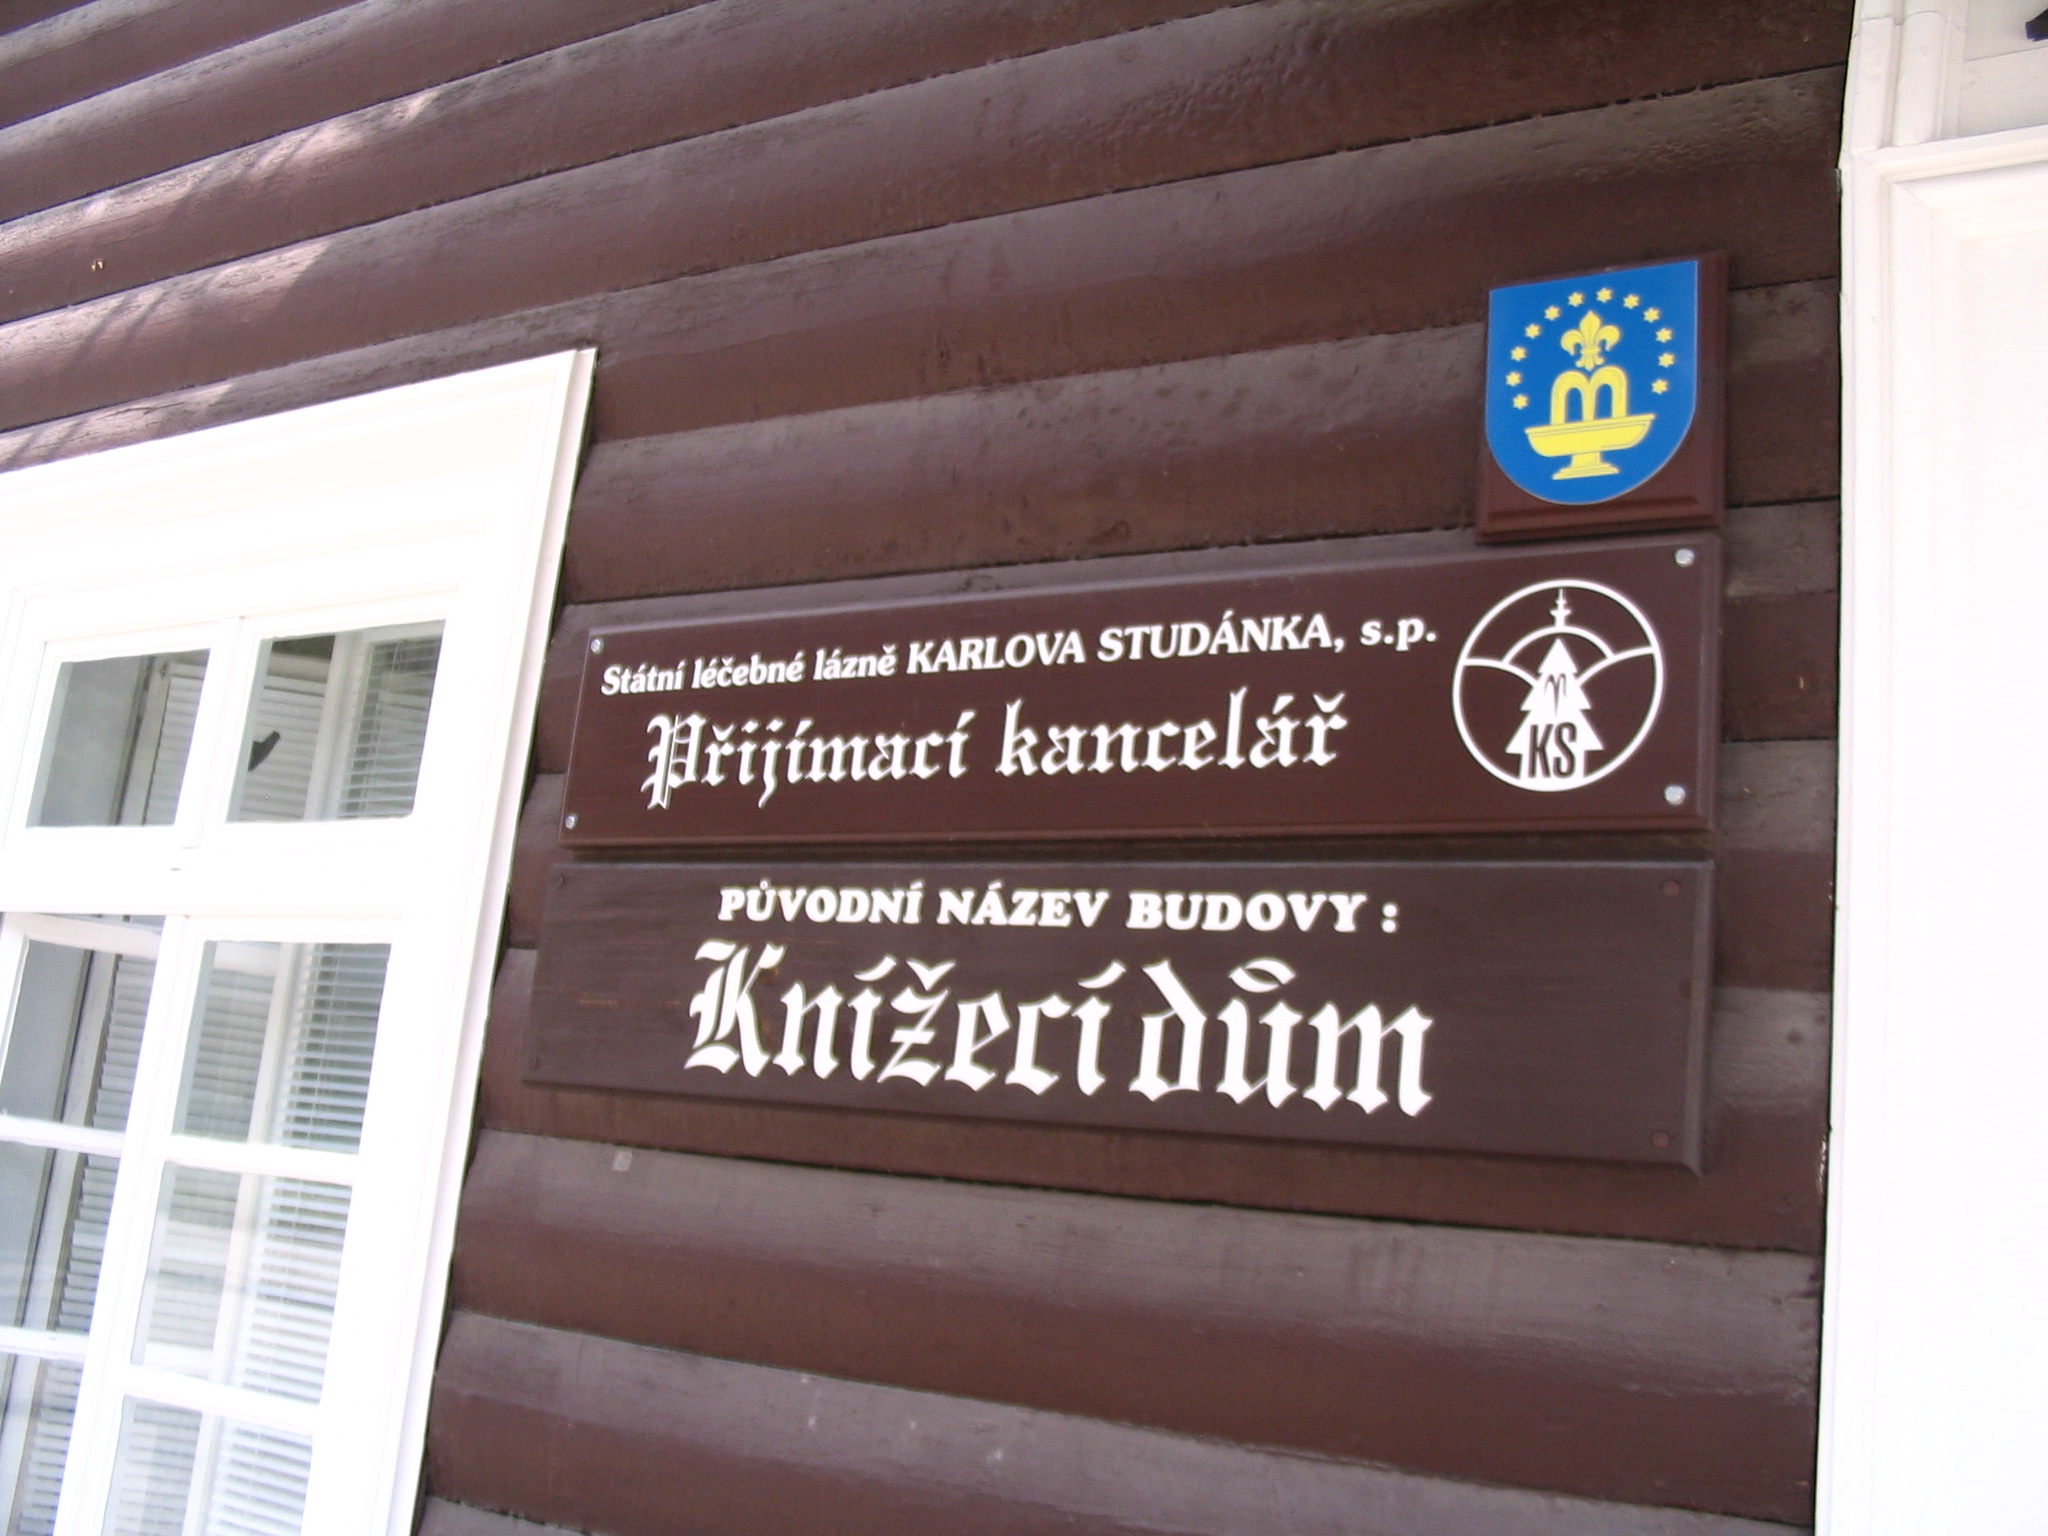 Státní léčebné lázně KARLOVA STUDÁNKA, s.p.
Přijímací kancelář
KS
PŮVODNÍ NÁZEV BUDOVY :
Knížecí dům